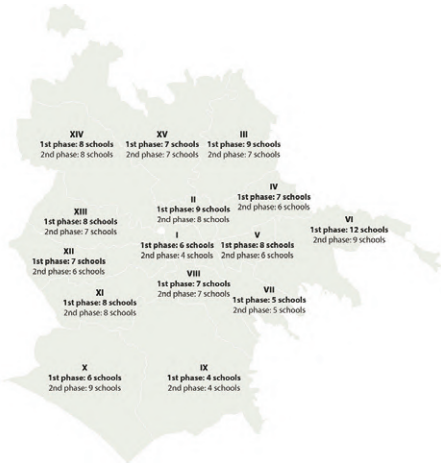 XIV
1st phase: 8 schools
2nd phase: 8 schools
XV
1st phase: 7 schools
2nd phase: 7 schools
III
1st phase: 9 schools
2nd phase: 7 schools
IV
1st phase: 7 schools
2nd phase: 6 schools
II
1st phase: 9 schools
2nd phase: 8 schools
XIII
1st phase: 8 schools
2nd phase: 7 schools
VI
1st phase: 12 schools
2nd phase: 9 schools
I
1st phase: 6 schools
2nd phase: 4 schools
V
1st phase: 8 schools
2nd phase: 6 schools
XII
1st phase: 7 schools
2nd phase: 6 schools
VIII
1st phase: 7 schools
2nd phase: 7 schools
VII
1st phase: 5 schools
2nd phase: 5 schools
XI
1st phase: 8 schools
2nd phase: 8 schools
X
1st phase: 6 schools
2nd phase: 9 schools
IX
1st phase: 4 schools
2nd phase: 4 schools